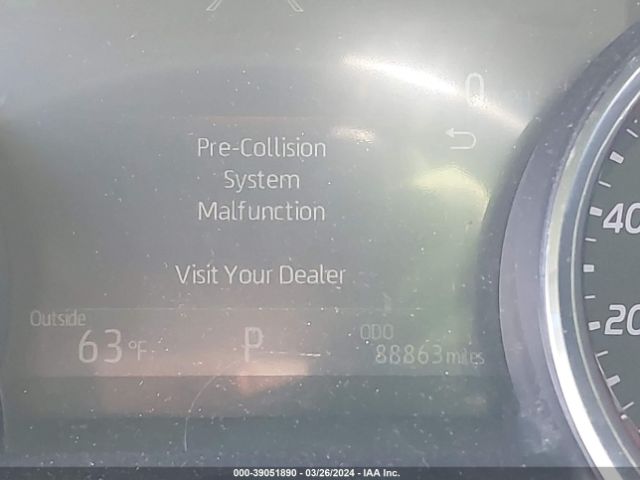 0
Pre-Collision
System
Malfunction
Visit Your Dealer
Outside
63°F
P
ODO
88863 miles
40
20
000-39051890 - 03/26/2024 - IAA Inc.